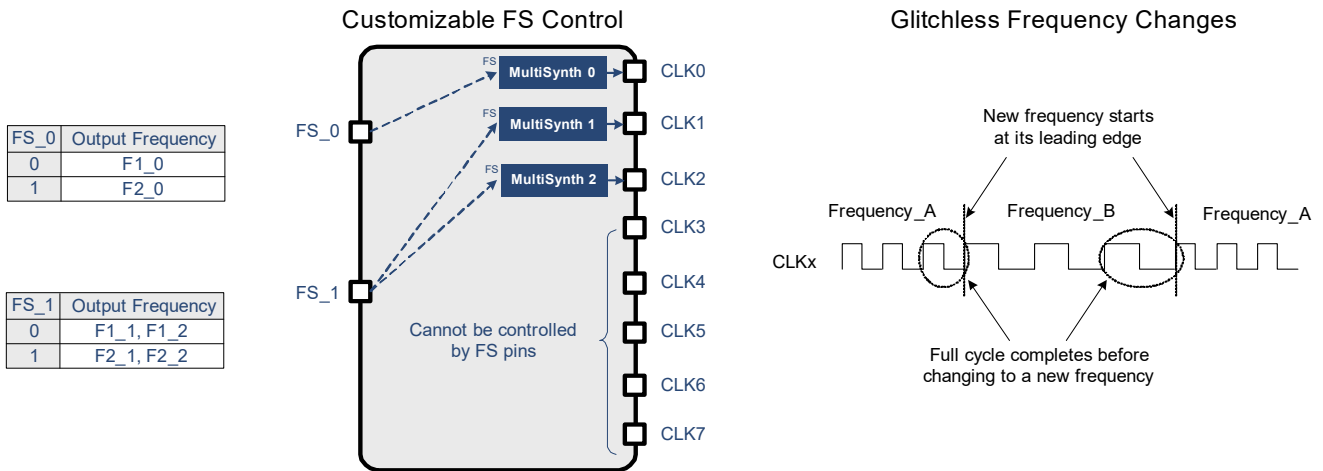 Customizable FS Control
Glitchless Frequency Changes
FS_0 Output Frequency
0 F1_0
1 F2_0
FS_1 Output Frequency
0 F1_1, F1_2
1 F2_1, F2_2
FS_0
FS_1
FS
MultiSynth 0
FS
MultiSynth 1
FS
MultiSynth 2
Cannot be controlled
by FS pins
CLK0
CLK1
CLK2
CLK3
CLK4
CLK5
CLK6
CLK7
New frequency starts
at its leading edge
Frequency_A
Frequency_B
Frequency_A
CLKx
Full cycle completes before
changing to a new frequency